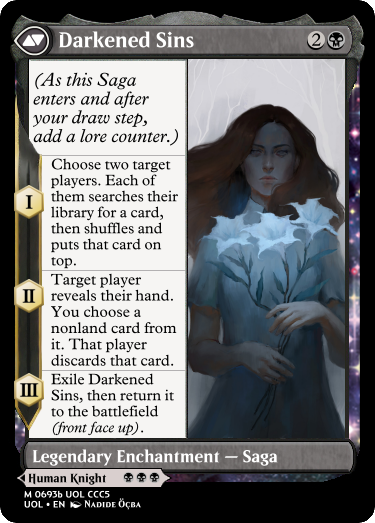 Darkened Sins 2
(As this Saga
enters and after
your draw step,
add a lore counter.)
I
Choose two target
players. Each of
them searches their
library for a card,
then shuffles and
puts that card on
top.
II
Target player
reveals their hand.
You choose a
nonland card from
it. That player
discards that card.
III
Exile Darkened
Sins, then return it
to the battlefield
(front face up).
Legendary Enchantment — Saga
Human Knight
M 0693b UOL CCC5
UOL • EN Nadide Öçba